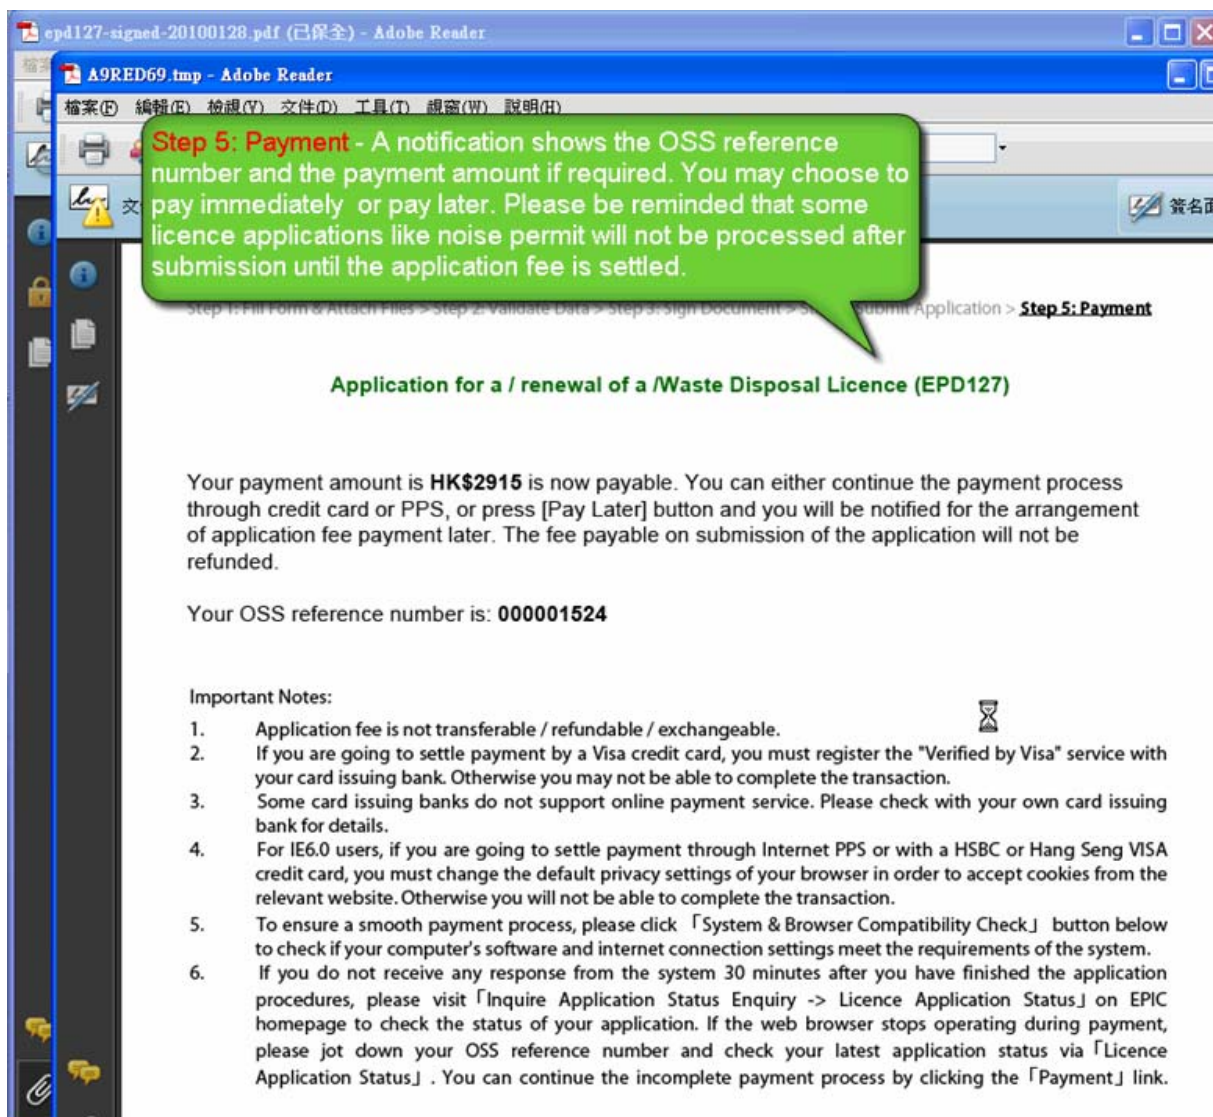 epd127-signed-20100128.pdf (已保全) - Adobe Reader
A9RED69.tmp - Adobe Reader
檔案(F) 編輯(E) 檢視(V) 文件(D) 工具(T) 視窗(W) 說明(H)
Step 5: Payment - A notification shows the OSS reference
number and the payment amount if required. You may choose to
pay immediately or pay later. Please be reminded that some
licence applications like noise permit will not be processed after
submission until the application fee is settled.
簽名面
Step 1: Fill Form & Attach Files > Step 2: Validate Data > Step 3: Sign Document > Submit Application > Step 5: Payment
Application for a / renewal of a /Waste Disposal Licence (EPD127)
Your payment amount is HK$2915 is now payable. You can either continue the payment process
through credit card or PPS, or press [Pay Later] button and you will be notified for the arrangement
of application fee payment later. The fee payable on submission of the application will not be
refunded.
Your OSS reference number is: 000001524
Important Notes:
1. Application fee is not transferable / refundable / exchangeable.
2. If you are going to settle payment by a Visa credit card, you must register the "Verified by Visa" service with
your card issuing bank. Otherwise you may not be able to complete the transaction.
3. Some card issuing banks do not support online payment service. Please check with your own card issuing
bank for details.
4. For IE6.0 users, if you are going to settle payment through Internet PPS or with a HSBC or Hang Seng VISA
credit card, you must change the default privacy settings of your browser in order to accept cookies from the
relevant website. Otherwise you will not be able to complete the transaction.
5. To ensure a smooth payment process, please click 「System & Browser Compatibility Check」 button below
to check if your computer's software and internet connection settings meet the requirements of the system.
6. If you do not receive any response from the system 30 minutes after you have finished the application
procedures, please visit「Inquire Application Status Enquiry -> Licence Application Status」on EPIC
homepage to check the status of your application. If the web browser stops operating during payment,
please jot down your OSS reference number and check your latest application status via「Licence
Application Status」. You can continue the incomplete payment process by clicking the「Payment」link.